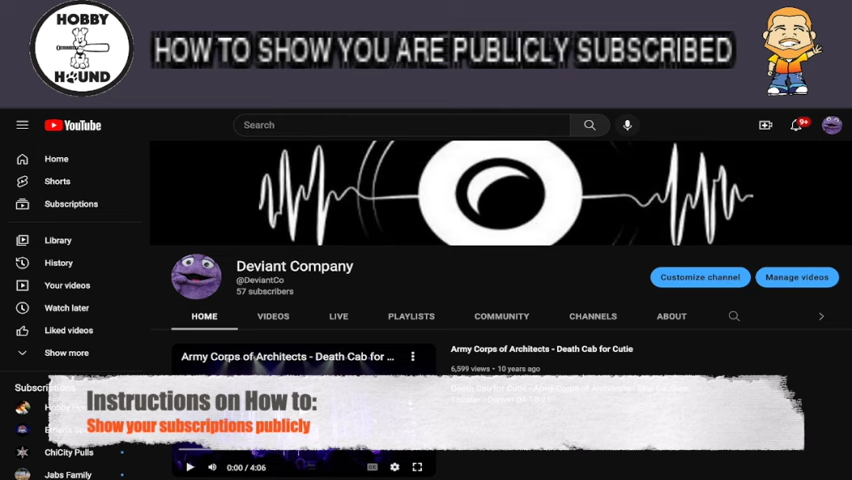 HOBBY
HOUND
HOW TO SHOW YOU ARE PUBLICLY SUBSCRIBED
YouTube
Search
9+
Home
Shorts
Subscriptions
Library
History
Your videos
Watch later
Liked videos
Show more
Subscriptions
ChiCity Pulls
Jabs Family
Deviant Company
@DeviantCo
57 subscribers
Customize channel
Manage videos
HOME VIDEOS LIVE PLAYLISTS COMMUNITY CHANNELS ABOUT
Army Corps of Architects - Death Cab for ...
Army Corps of Architects - Death Cab for Cutie
6,599 views • 10 years ago
Instructions on How to:
Show your subscriptions publicly
0:00 / 4:06